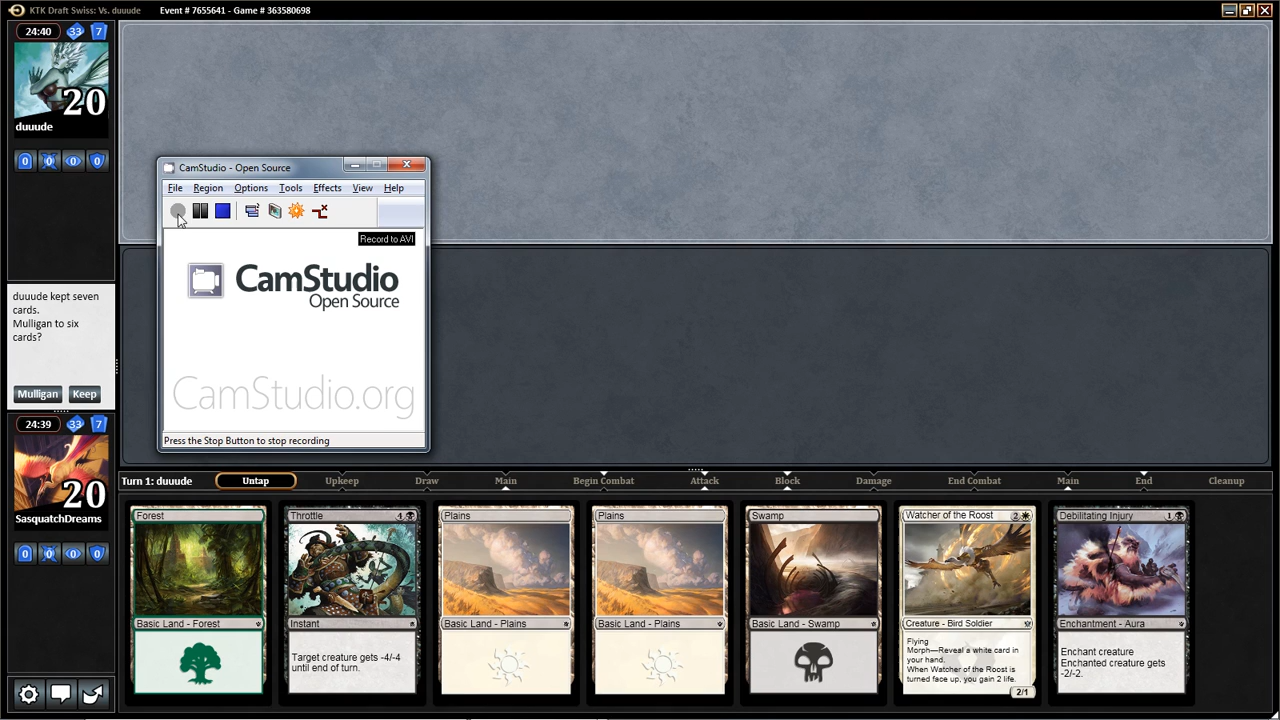 KTK Draft Swiss: Vs. duuude
Event # 7655641 - Game # 363580698
24:40
33
7
20
duuude
0
0
0
0
CamStudio - Open Source
File
Region
Options
Tools
Effects
View
Help
Record to AVI
CamStudio
Open Source
CamStudio.org
Press the Stop Button to stop recording
duuude kept seven
cards.
Mulligan to six
cards?
Mulligan
Keep
24:39
33
7
20
SasquatchDreams
0
0
0
0
Turn 1: duuude
Untap
Upkeep
Draw
Main
Begin Combat
Attack
Block
Damage
End Combat
Main
End
Cleanup
Forest
Basic Land - Forest
Throttle
4
Instant
Target creature gets -4/-4
until end of turn.
Plains
Basic Land - Plains
Plains
Basic Land - Plains
Swamp
Basic Land - Swamp
Watcher of the Roost
2
Creature - Bird Soldier
Flying
Morph—Reveal a white card in
your hand.
When Watcher of the Roost is
turned face up, you gain 2 life.
2/1
Debilitating Injury
1
Enchantment - Aura
Enchant creature
Enchanted creature gets
-2/-2.